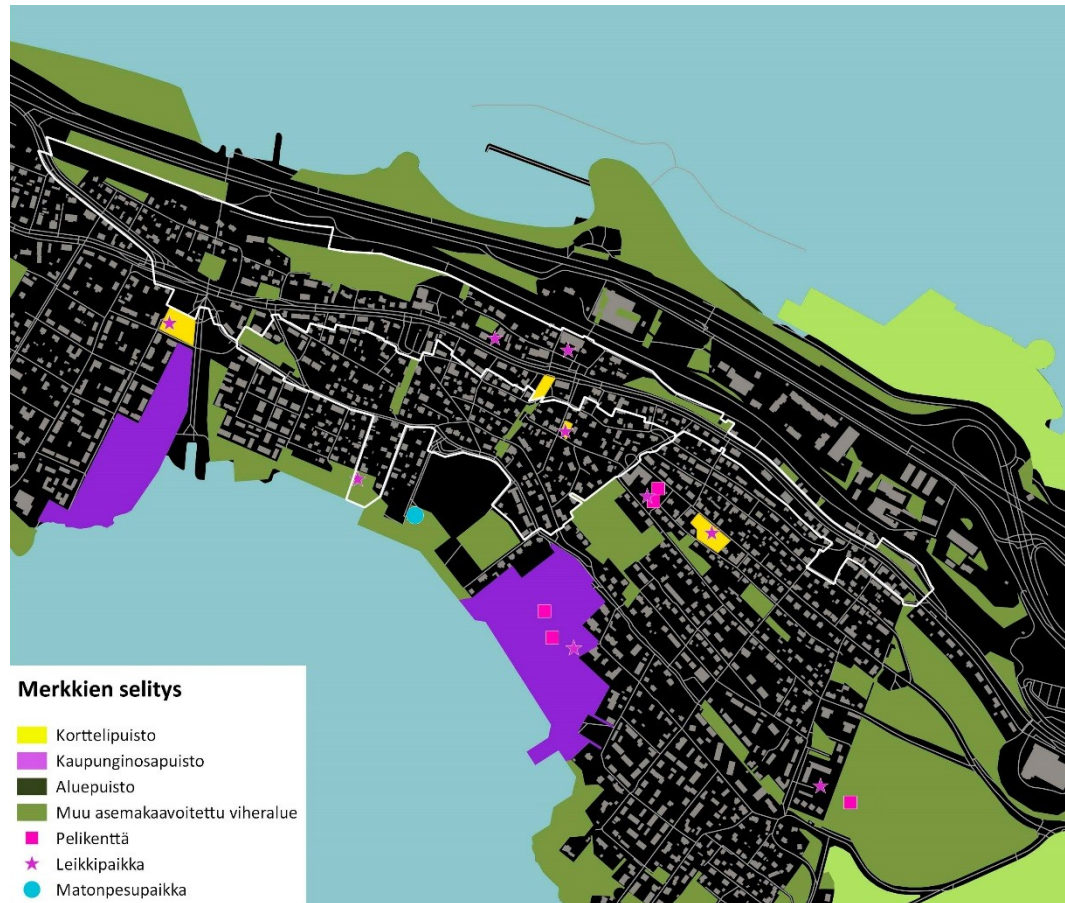 Merkkien selitys
Korttelipuisto
Kaupunginosapuisto
Aluepuisto
Muu asemakaavoitettu viheralue
Pelikenttä
Leikkipaikka
Matonpesupaikka